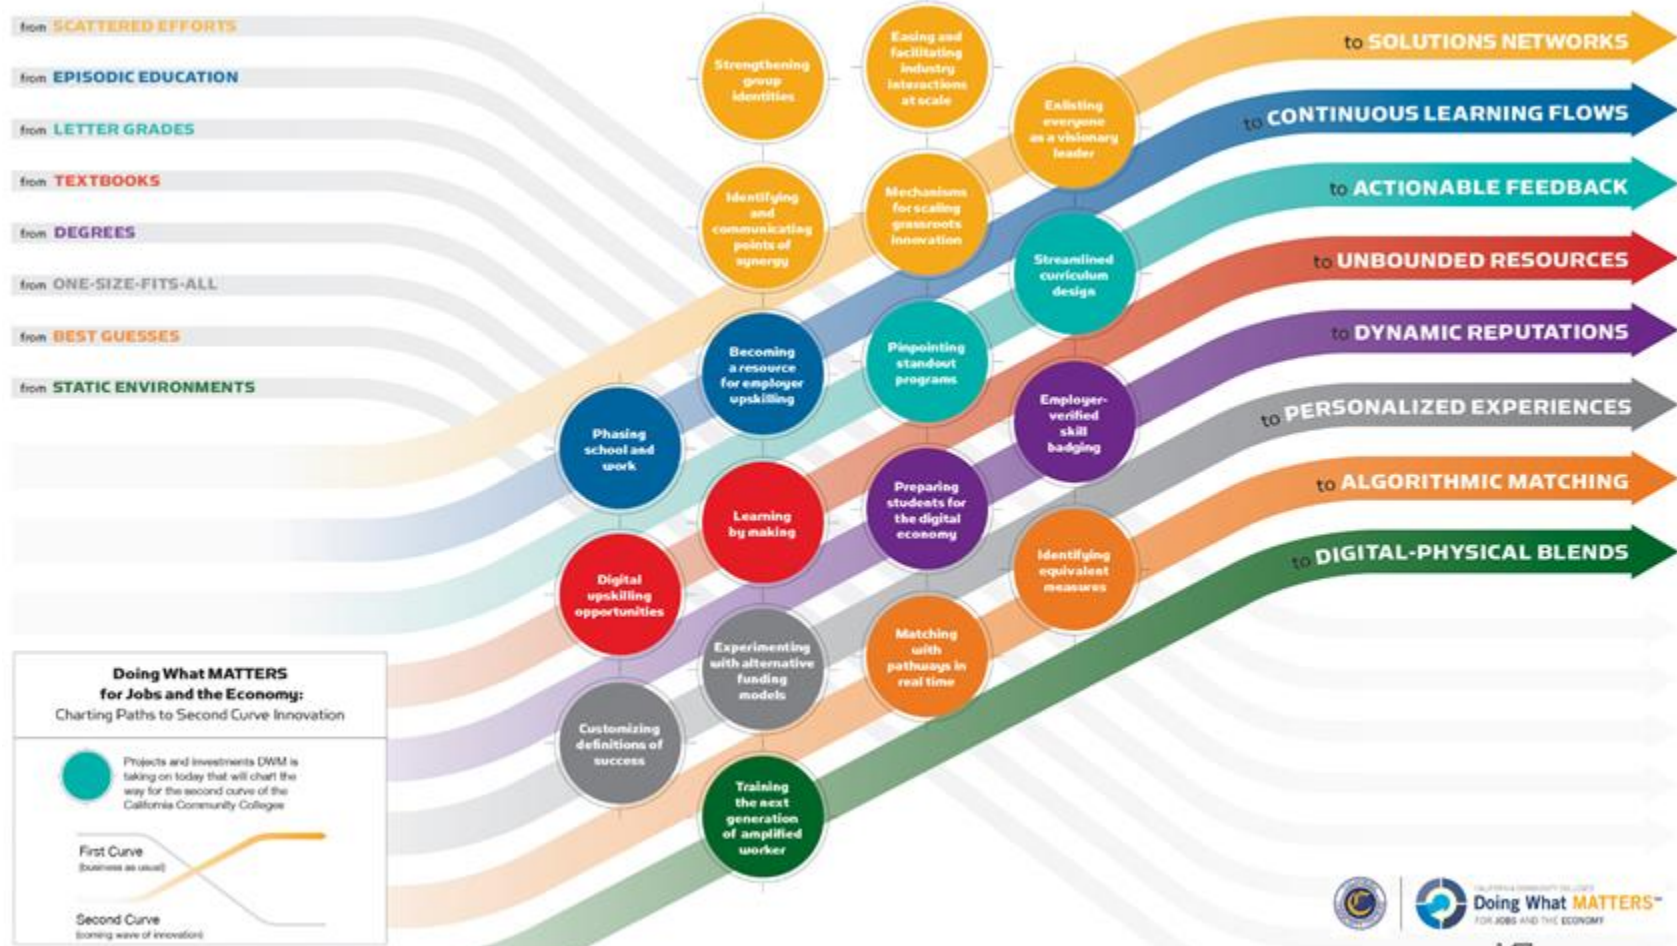 from SCATTERED EFFORTS
from EPISODIC EDUCATION
from LETTER GRADES
from TEXTBOOKS
from DEGREES
from ONE-SIZE-FITS-ALL
from BEST GUESSES
from STATIC ENVIRONMENTS
Strengthening
group
identities
Easing and
facilitating
industry
interactions
at scale
Enlisting
everyone
as a visionary
leader
Identifying
and
communicating
points of
synergy
Mechanisms
for scaling
grassroots
innovation
Streamlined
curriculum
design
Becoming
a resource
for employer
upskilling
Pinpointing
standout
programs
Employer-
verified
skill
badging
Phasing
school and
work
Learning
by making
Preparing
students for
the digital
economy
Identifying
equivalent
measures
Digital
upskilling
opportunities
Experimenting
with alternative
funding
models
Matching
with
pathways in
real time
Customizing
definitions of
success
Training
the next
generation
of amplified
worker
to SOLUTIONS NETWORKS
to CONTINUOUS LEARNING FLOWS
to ACTIONABLE FEEDBACK
to UNBOUNDED RESOURCES
to DYNAMIC REPUTATIONS
to PERSONALIZED EXPERIENCES
to ALGORITHMIC MATCHING
to DIGITAL-PHYSICAL BLENDS
Doing What MATTERS
for Jobs and the Economy:
Charting Paths to Second Curve Innovation
Projects and investments DWM is
taking on today that will chart the
way for the second curve of the
California Community Colleges
First Curve
(business as usual)
Second Curve
(coming wave of innovation)
CALIFORNIA COMMUNITY COLLEGES
Doing What MATTERS™
FOR JOBS AND THE ECONOMY